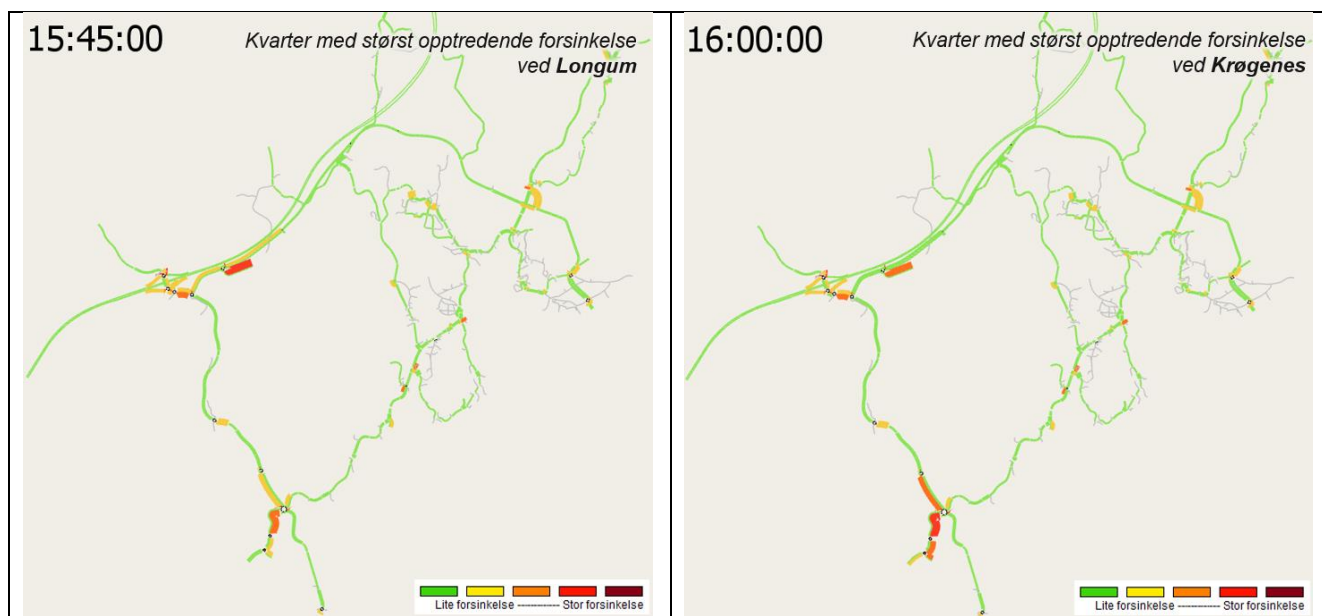 15:45:00
Kvarter med størst opptredende forsinkelse
ved Longum
Lite forsinkelse ------------- Stor forsinkelse
16:00:00
Kvarter med størst opptredende forsinkelse
ved Krøgenes
Lite forsinkelse ------------- Stor forsinkelse